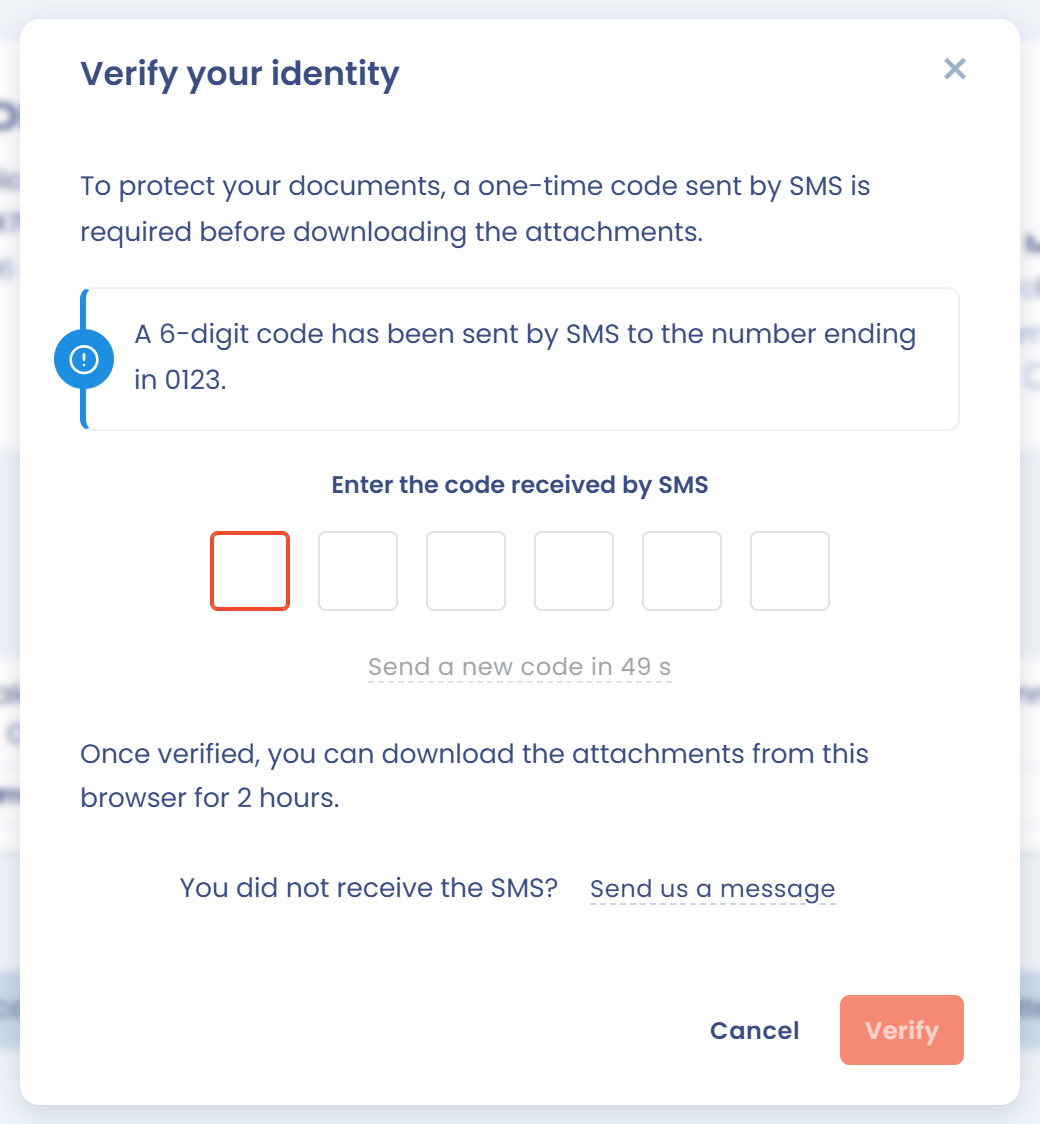 Verify your identity
To protect your documents, a one-time code sent by SMS is
required before downloading the attachments.
A 6-digit code has been sent by SMS to the number ending
in 0123.
Enter the code received by SMS
Send a new code in 49 s
Once verified, you can download the attachments from this
browser for 2 hours.
You did not receive the SMS? Send us a message
Cancel Verify